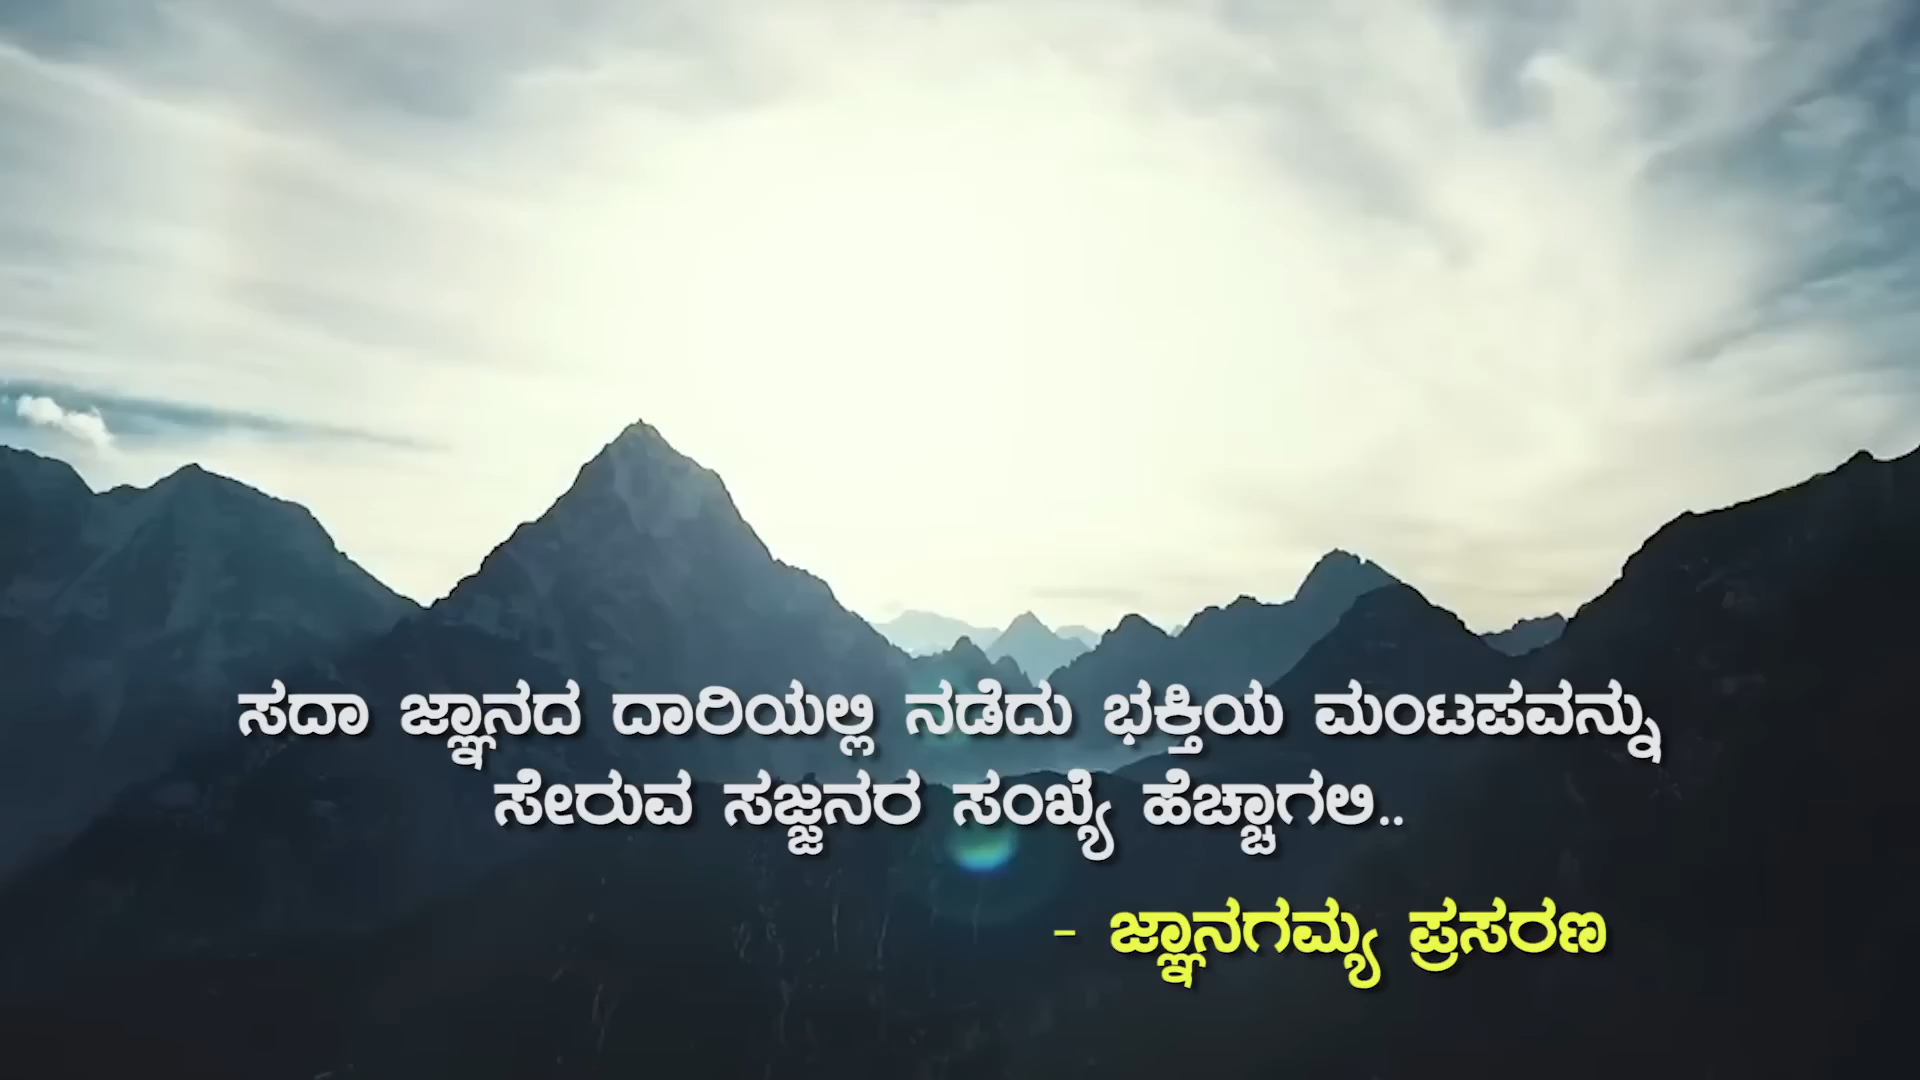 ಸದಾ ಜ್ಞಾನದ ದಾರಿಯಲ್ಲಿ ನಡೆದು ಭಕ್ತಿಯ ಮಂಟಪವನ್ನು
ಸೇರುವ ಸಜ್ಜನರ ಸಂಖ್ಯೆ ಹೆಚ್ಚಾಗಲಿ..
- ಜ್ಞಾನಗಮ್ಯ ಪ್ರಸರಣ